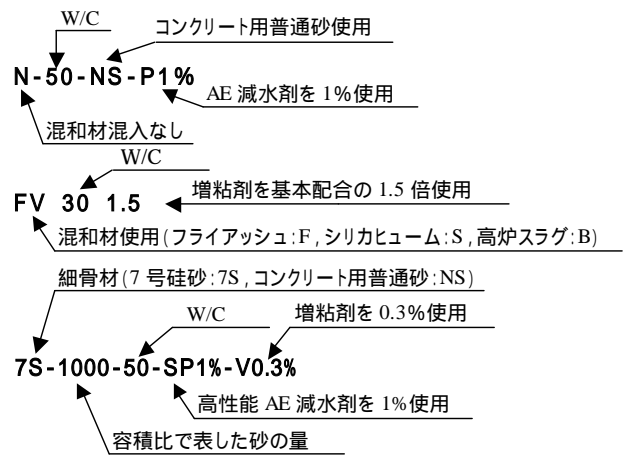 W/C
コンクリート用普通砂使用
N-50-NS-P1%
AE 減水剤を 1%使用
混和材混入なし
W/C
増粘剤を基本配合の 1.5 倍使用
FV 30 1.5
混和材使用(フライアッシュ:F,シリカヒューム:S,高炉スラグ:B)
細骨材(7 号硅砂:7S,コンクリート用普通砂:NS)
W/C
増粘剤を 0.3%使用
7S-1000-50-SP1%-V0.3%
高性能 AE 減水剤を 1%使用
容積比で表した砂の量